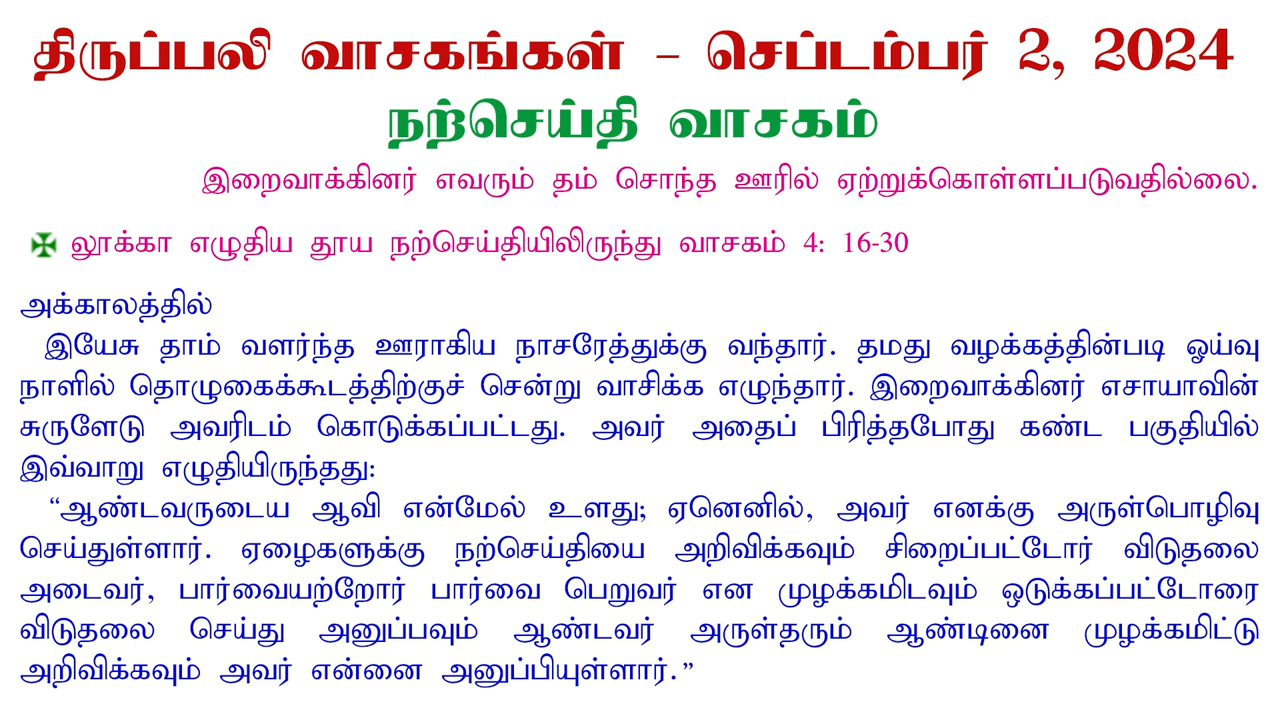 திருப்பலி வாசகங்கள் – செப்டம்பர் 2, 2024
நற்செய்தி வாசகம்
இறைவாக்கினர் எவரும் தம் சொந்த ஊரில் ஏற்றுக்கொள்ளப்படுவதில்லை.
✠ லூக்கா எழுதிய தூய நற்செய்தியிலிருந்து வாசகம் 4: 16-30
அக்காலத்தில்
இயேசு தாம் வளர்ந்த ஊராகிய நாசரேத்துக்கு வந்தார். தமது வழக்கத்தின்படி ஓய்வு
நாளில் தொழுகைக்கூடத்திற்குச் சென்று வாசிக்க எழுந்தார். இறைவாக்கினர் எசாயாவின்
சுருளேடு அவரிடம் கொடுக்கப்பட்டது. அவர் அதைப் பிரித்தபோது கண்ட பகுதியில்
இவ்வாறு எழுதியிருந்தது:
“ஆண்டவருடைய ஆவி என்மேல் உளது; ஏனெனில், அவர் எனக்கு அருள்பொழிவு
செய்துள்ளார். ஏழைகளுக்கு நற்செய்தியை அறிவிக்கவும் சிறைப்பட்டோர் விடுதலை
அடைவர், பார்வையற்றோர் பார்வை பெறுவர் என முழக்கமிடவும் ஒடுக்கப்பட்டோரை
விடுதலை செய்து அனுப்பவும் ஆண்டவர் அருள்தரும் ஆண்டினை முழக்கமிட்டு
அறிவிக்கவும் அவர் என்னை அனுப்பியுள்ளார்.”